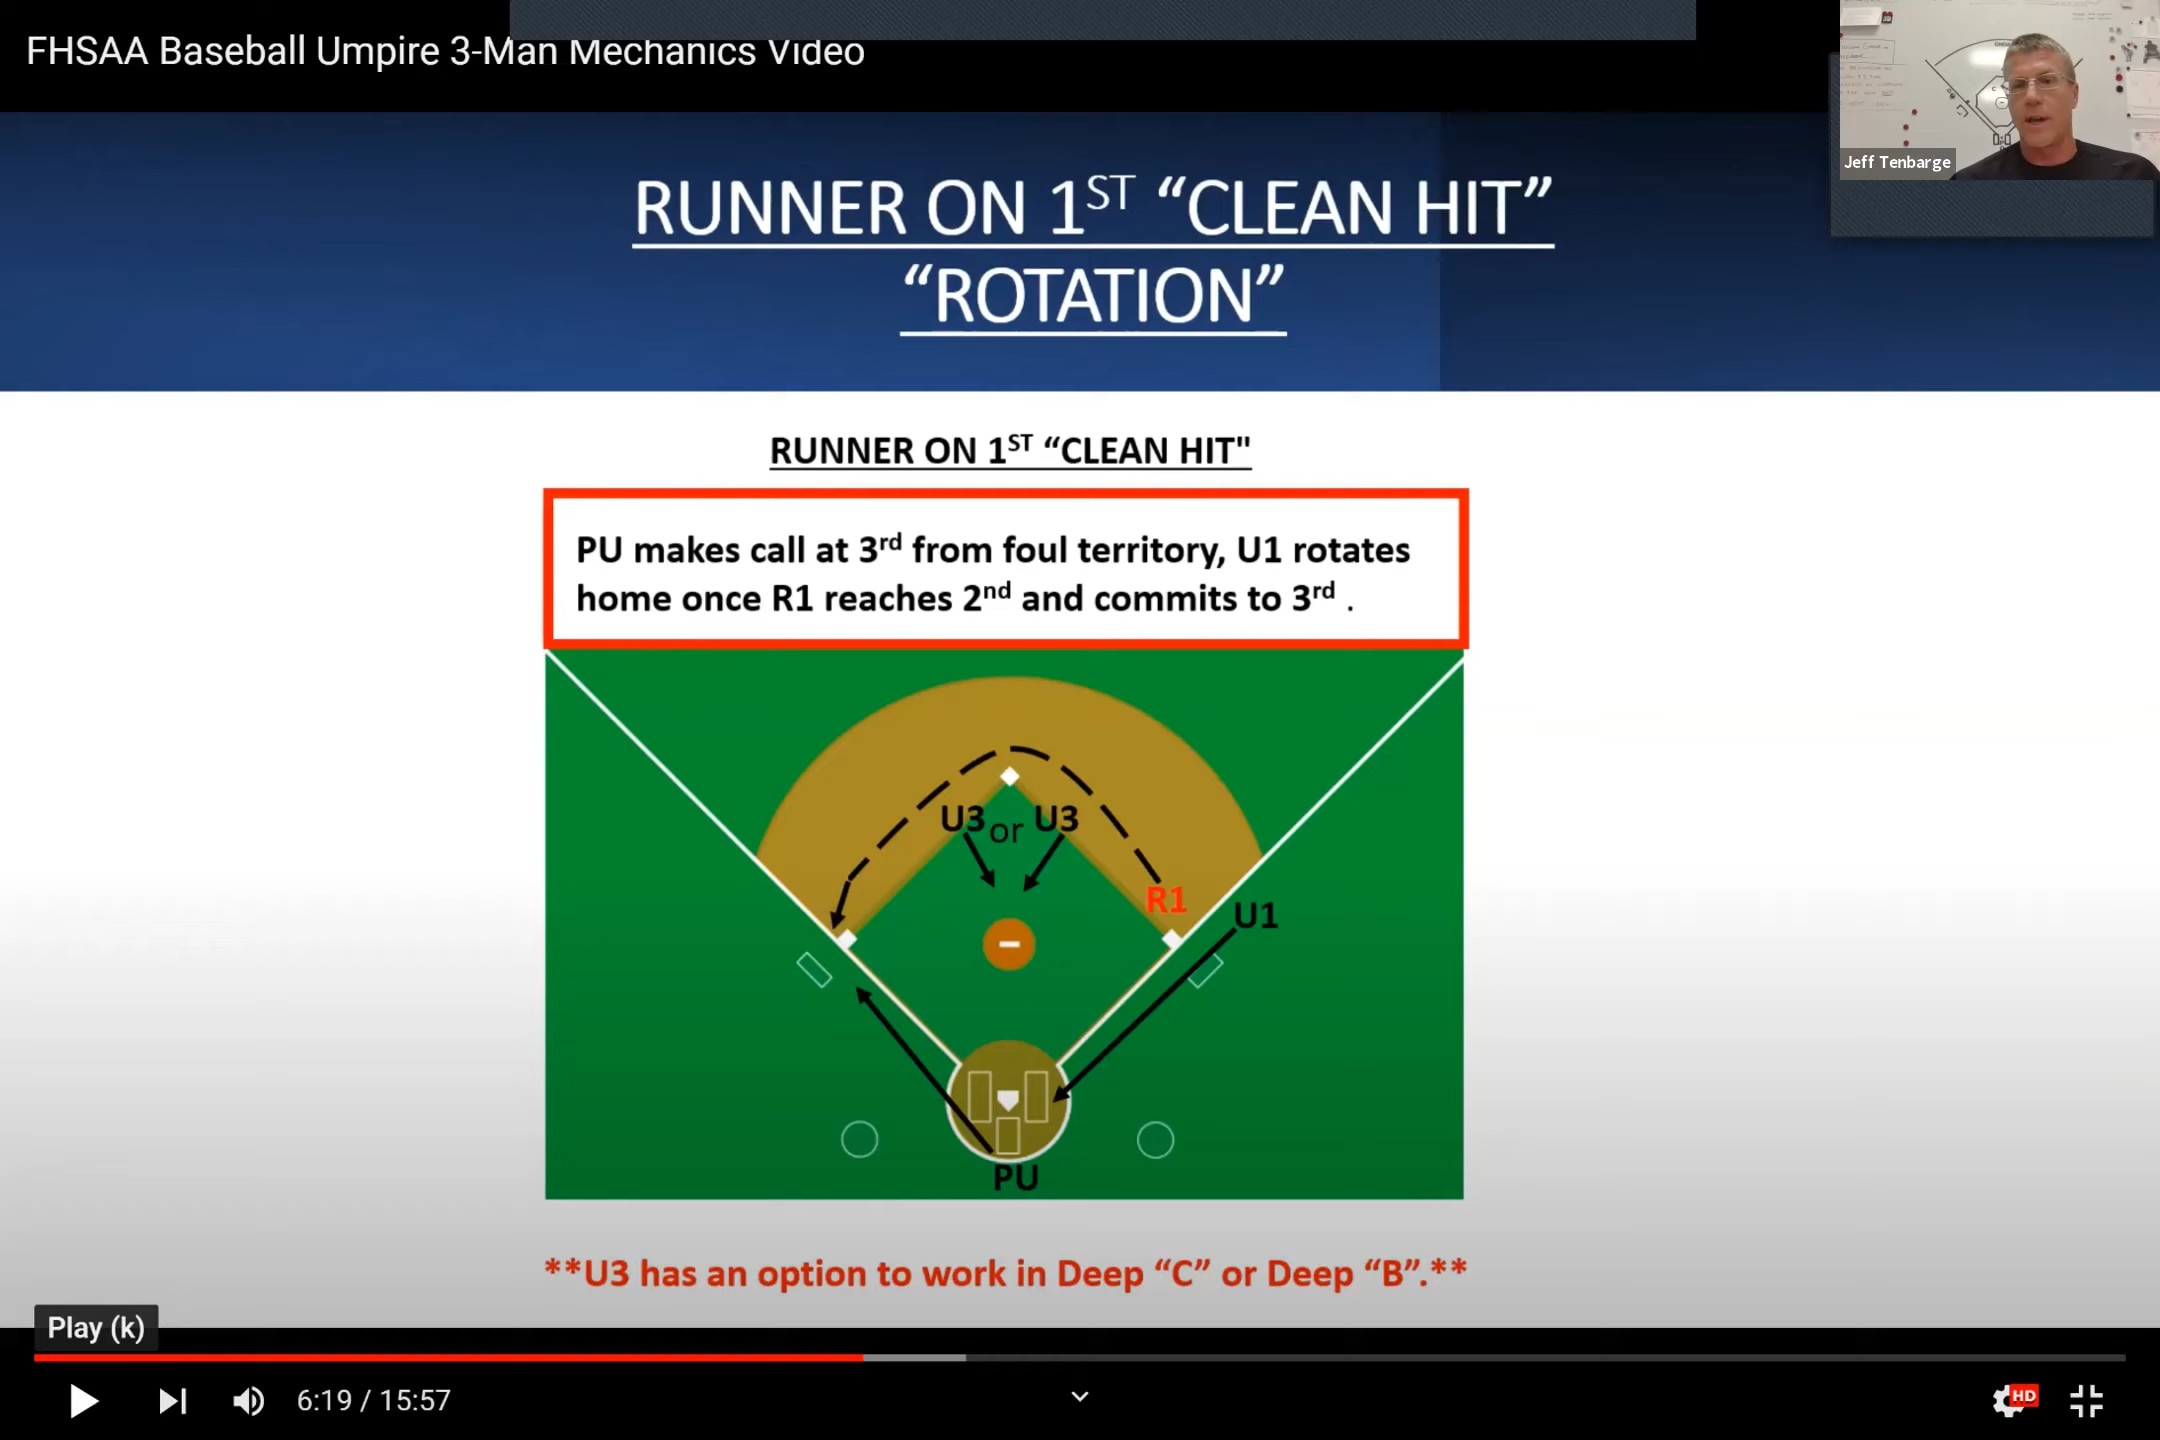 FHSAA Baseball Umpire 3-Man Mechanics Video
Jeff Tenbarge
RUNNER ON 1ST “CLEAN HIT”
“ROTATION”
RUNNER ON 1ST “CLEAN HIT"
PU makes call at 3rd from foul territory, U1 rotates
home once R1 reaches 2nd and commits to 3rd .
U3 or U3
R1
U1
PU
**U3 has an option to work in Deep “C” or Deep “B”.**
Play (k)
6:19 / 15:57
HD